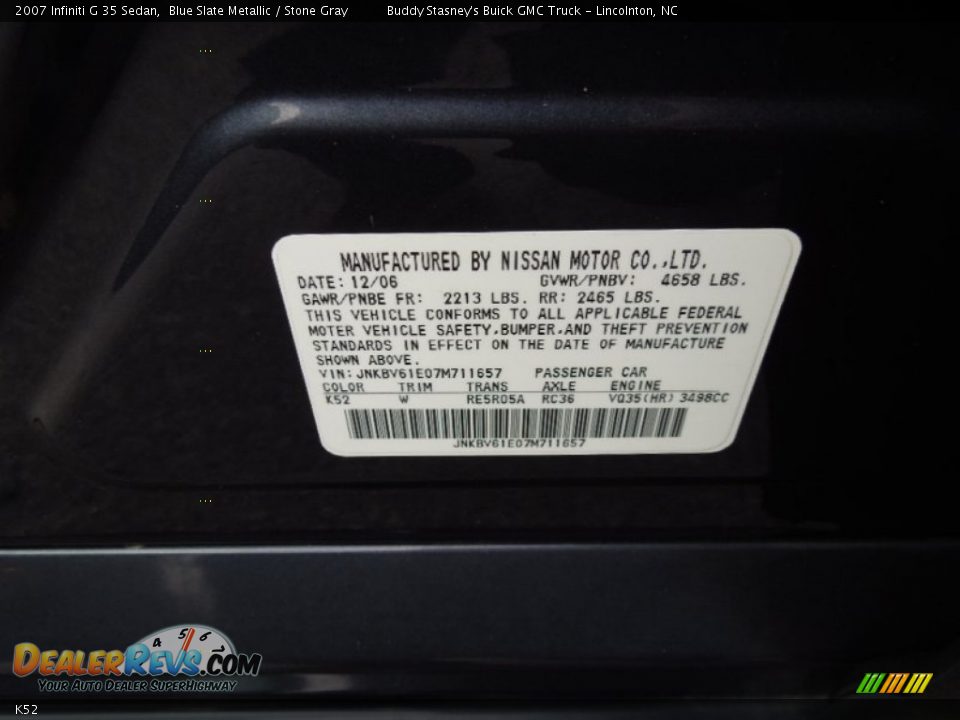 2007 Infiniti G 35 Sedan, Blue Slate Metallic / Stone Gray Buddy Stasney's Buick GMC Truck - Lincolnton, NC
MANUFACTURED BY NISSAN MOTOR CO.,LTD.
DATE: 12/06 GVWR/PNBV: 4658 LBS.
GAWR/PNBE FR: 2213 LBS. RR: 2465 LBS.
THIS VEHICLE CONFORMS TO ALL APPLICABLE FEDERAL
MOTER VEHICLE SAFETY,BUMPER,AND THEFT PREVENTION
STANDARDS IN EFFECT ON THE DATE OF MANUFACTURE
SHOWN ABOVE.
VIN: JNKBV61E07M711657 PASSENGER CAR
COLOR TRIM TRANS AXLE ENGINE
K52 W RE5R05A RC36 VQ35(HR) 3498CC
JNKBV61E07M711657
4 5 6
DEALERREVS.COM
YOUR AUTO DEALER SUPERHIGHWAY
K52